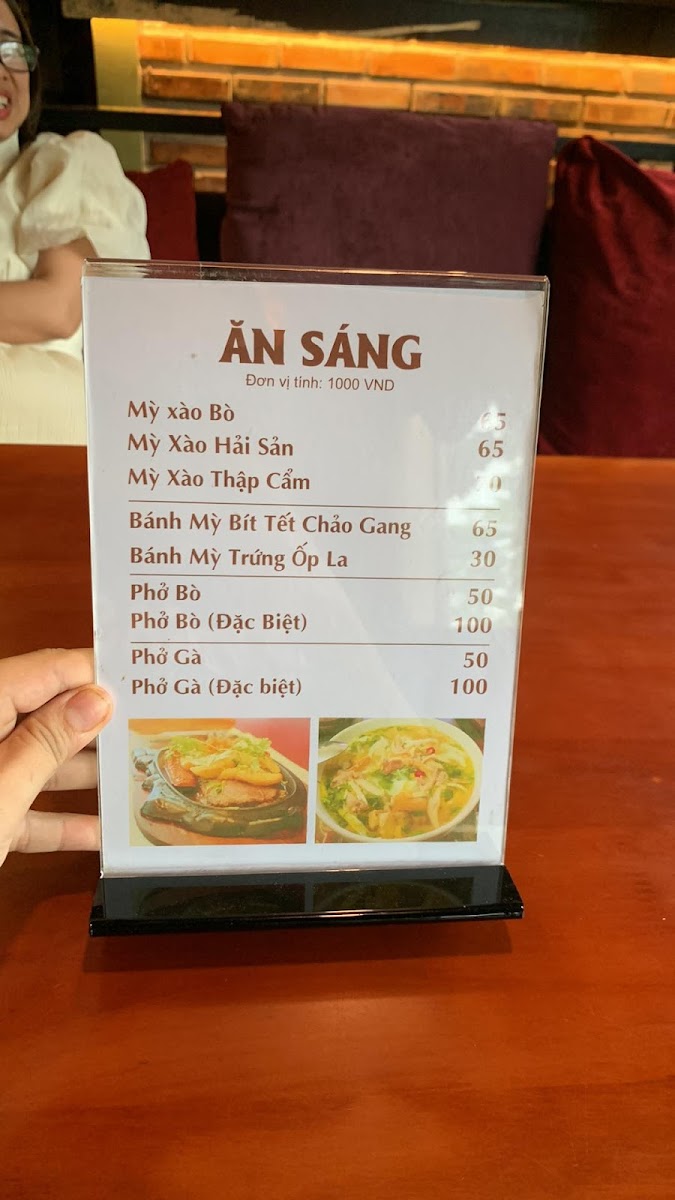 ĂN SÁNG
Đơn vị tính: 1000 VND
Mỳ xào Bò 65
Mỳ Xào Hải Sản 65
Mỳ Xào Thập Cẩm
Bánh Mỳ Bít Tết Chảo Gang 65
Bánh Mỳ Trứng Ốp La 30
Phở Bò 50
Phở Bò (Đặc Biệt) 100
Phở Gà 50
Phở Gà (Đặc biệt) 100